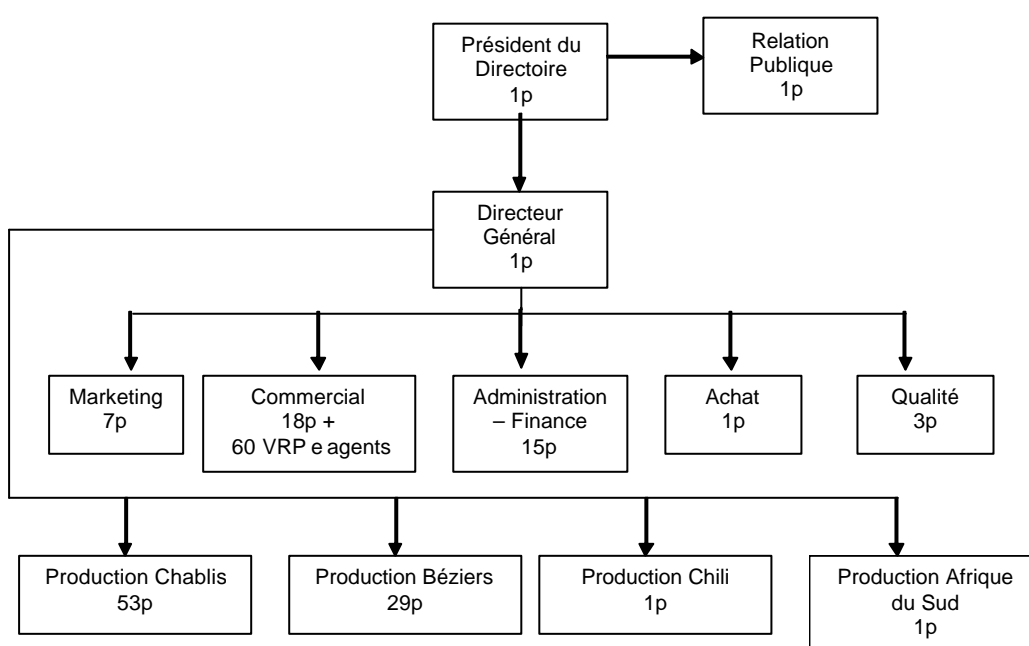 Président du
Directoire
1p
Relation
Publique
1p
Directeur
Général
1p
Marketing
7p
Commercial
18p +
60 VRP e agents
Administration
– Finance
15p
Achat
1p
Qualité
3p
Production Chablis
53p
Production Béziers
29p
Production Chili
1p
Production Afrique
du Sud
1p